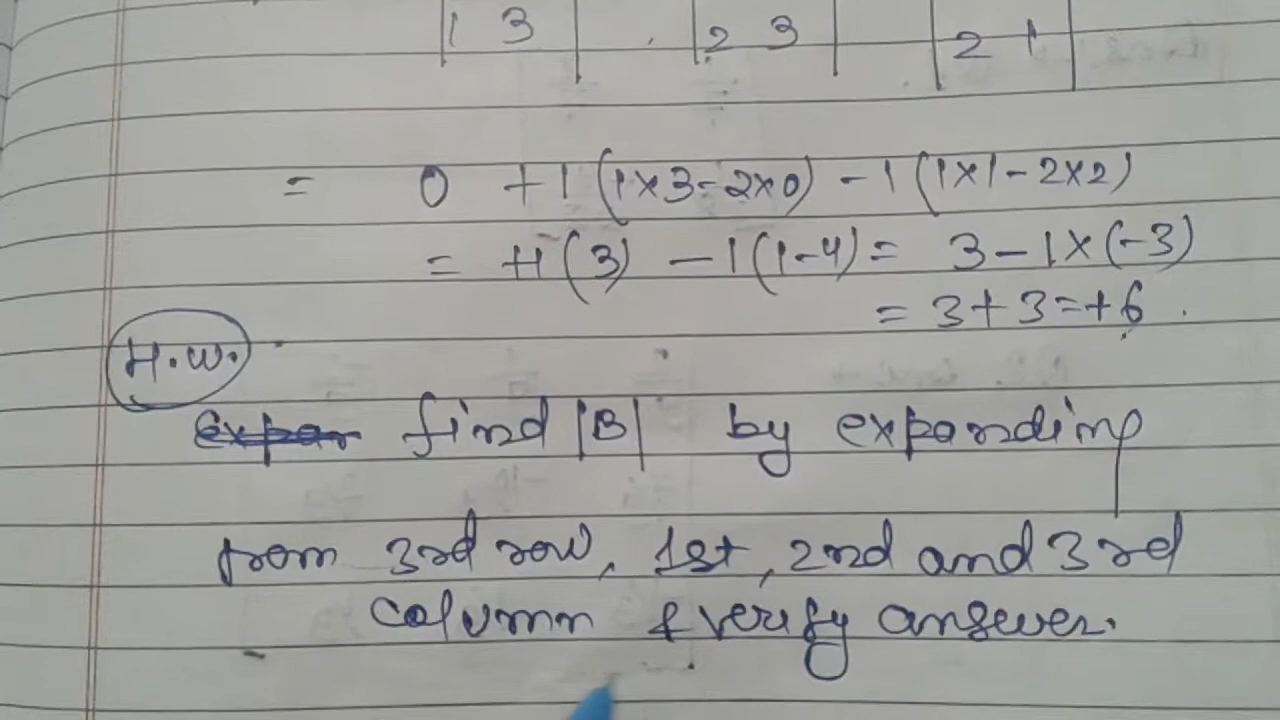 | 1 3 | . | 2 3 | | 2 1 |
= 0 +1 (1×3-2×0) -1 (1×1-2×2)
= +1 (3) -1 (1-4) = 3-1×(-3)
= 3+3=+6 .
H.W.
Expan find |B| by expanding
from 3rd row, 1st, 2nd and 3rd
column & verify answer.